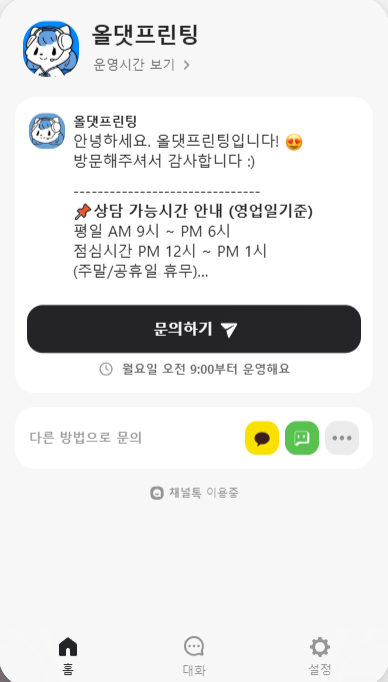 올댓프린팅
운영시간 보기 >
올댓프린팅
안녕하세요. 올댓프린팅입니다! 😍
방문해주셔서 감사합니다 :)
-------------------------------
📌상담 가능시간 안내 (영업일기준)
평일 AM 9시 ~ PM 6시
점심시간 PM 12시 ~ PM 1시
(주말/공휴일 휴무)...
문의하기
월요일 오전 9:00부터 운영해요
다른 방법으로 문의
채널톡 이용중
홈
대화
설정